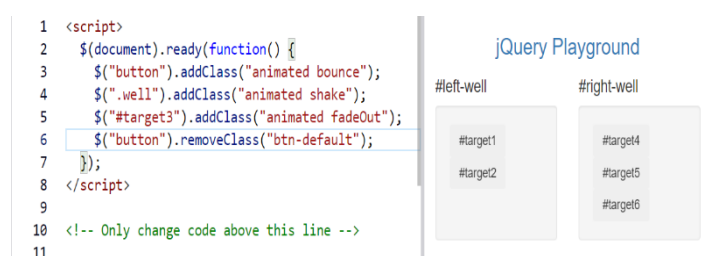 1 <script>
2 $(document).ready(function() {
3 $("button").addClass("animated bounce");
4 $(".well").addClass("animated shake");
5 $("#target3").addClass("animated fadeOut");
6 $("button").removeClass("btn-default");
7 });
8 </script>
9
10 <!-- Only change code above this line -->
11
jQuery Playground
#left-well
#target1
#target2
#right-well
#target4
#target5
#target6